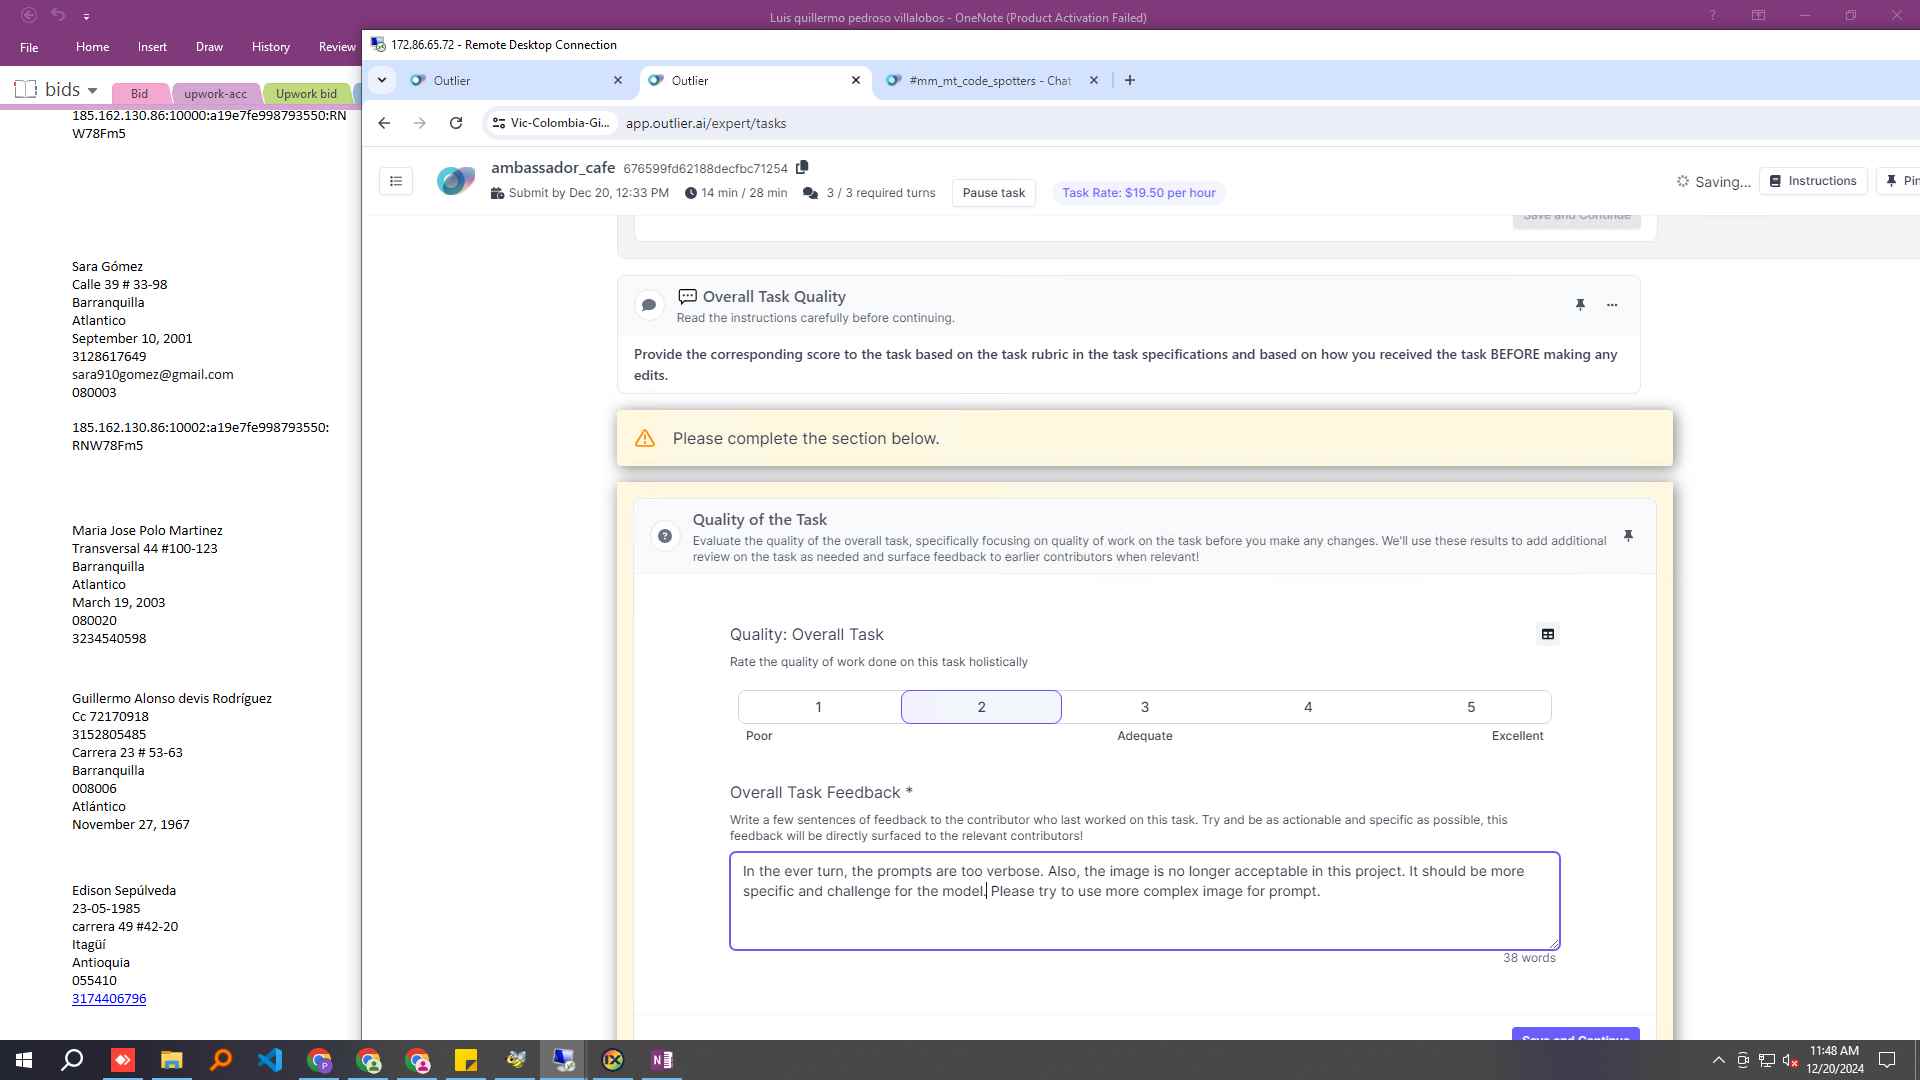 Luis quillermo pedroso villalobos - OneNote (Product Activation Failed)
File
Home
Insert
Draw
History
Review
172.86.65.72 - Remote Desktop Connection
bids
Bid
upwork-acc
Upwork bid
Outlier
Outlier
#mm_mt_code_spotters - Chat
Vic-Colombia-Gi...
app.outlier.ai/expert/tasks
185.162.130.86:10000:a19e7fe998793550:RN
W78Fm5
ambassador_cafe
676599fd62188decfbc71254
Submit by Dec 20, 12:33 PM
14 min / 28 min
3 / 3 required turns
Pause task
Task Rate: $19.50 per hour
Saving...
Instructions
Pin
Save and Continue
Sara Gómez
Calle 39 # 33-98
Barranquilla
Atlantico
September 10, 2001
3128617649
sara910gomez@gmail.com
080003
185.162.130.86:10002:a19e7fe998793550:
RNW78Fm5
Maria Jose Polo Martinez
Transversal 44 #100-123
Barranquilla
Atlantico
March 19, 2003
080020
3234540598
Guillermo Alonso devis Rodríguez
Cc 72170918
3152805485
Carrera 23 # 53-63
Barranquilla
008006
Atlántico
November 27, 1967
Edison Sepúlveda
23-05-1985
carrera 49 #42-20
Itagüí
Antioquia
055410
3174406796
Overall Task Quality
Read the instructions carefully before continuing.
Provide the corresponding score to the task based on the task rubric in the task specifications and based on how you received the task BEFORE making any
edits.
Please complete the section below.
Quality of the Task
Evaluate the quality of the overall task, specifically focusing on quality of work on the task before you make any changes. We'll use these results to add additional
review on the task as needed and surface feedback to earlier contributors when relevant!
Quality: Overall Task
Rate the quality of work done on this task holistically
1
2
3
4
5
Poor
Adequate
Excellent
Overall Task Feedback *
Write a few sentences of feedback to the contributor who last worked on this task. Try and be as actionable and specific as possible, this
feedback will be directly surfaced to the relevant contributors!
In the ever turn, the prompts are too verbose. Also, the image is no longer acceptable in this project. It should be more
specific and challenge for the model. Please try to use more complex image for prompt.
38 words
Save and Continue
11:48 AM
12/20/2024